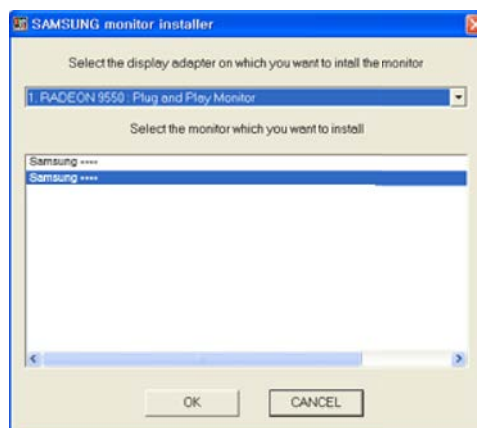 SAMSUNG monitor installer
Select the display adapter on which you want to intall the monitor
1. RADEON 9550 : Plug and Play Monitor
Select the monitor which you want to install
Samsung ****
Samsung ****
OK
CANCEL